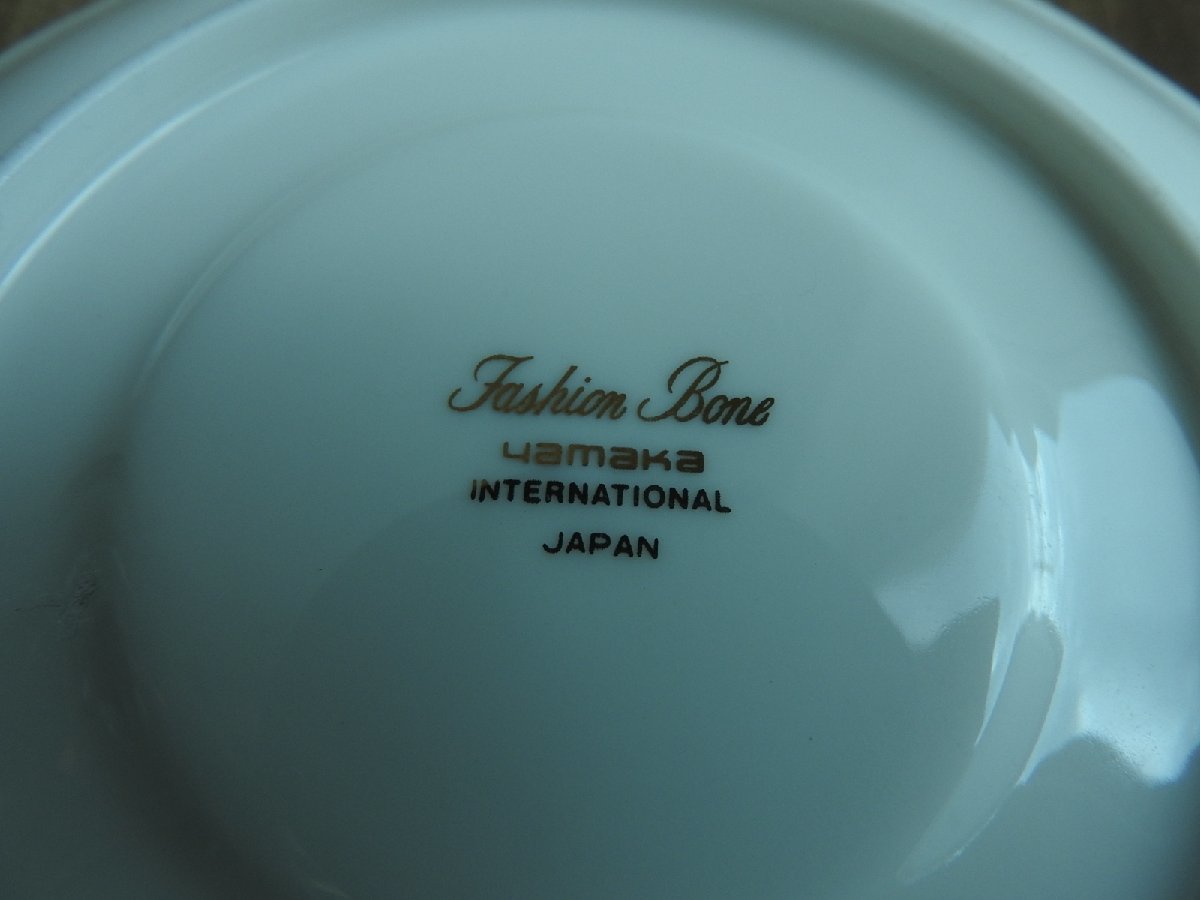 Fashion Bone
yamaka
INTERNATIONAL
JAPAN